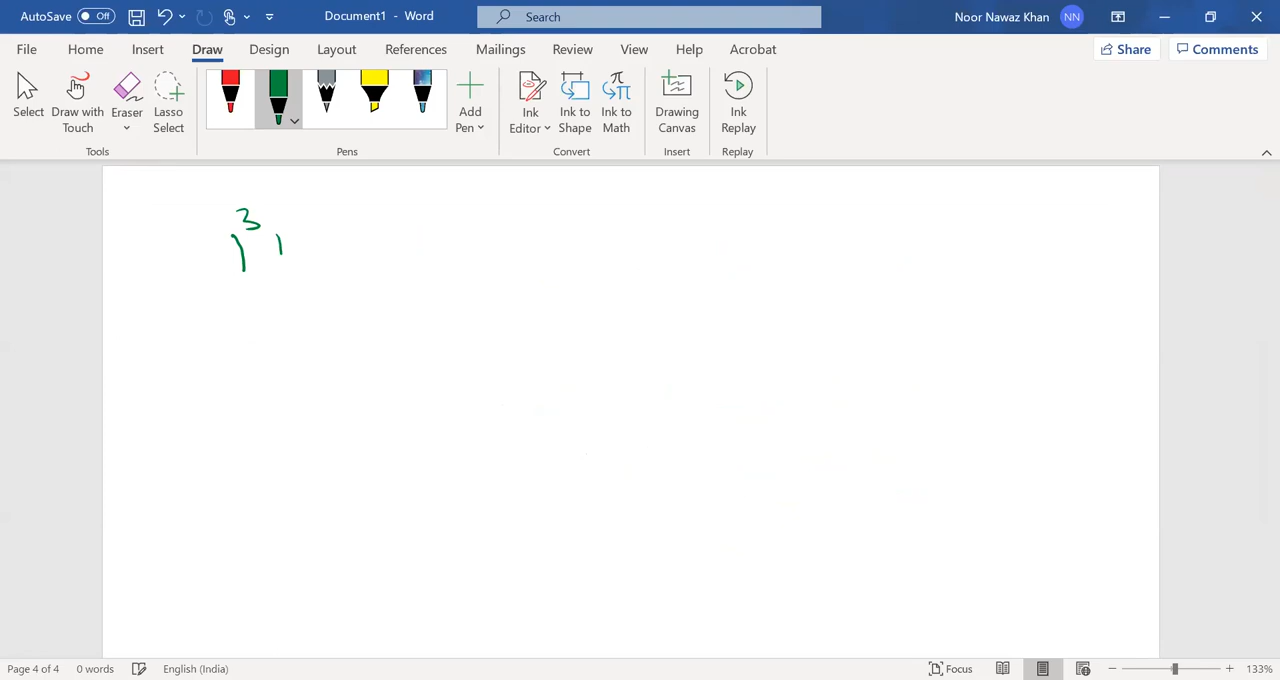 AutoSave Off Document1 - Word Search Noor Nawaz Khan NN
File Home Insert Draw Design Layout References Mailings Review View Help Acrobat Share Comments
Select Draw with Touch Eraser Lasso Select Add Pen Ink Editor Ink to Shape Ink to Math Drawing Canvas Ink Replay
Tools Pens Convert Insert Replay
3
Page 4 of 4 0 words English (India) Focus 133%